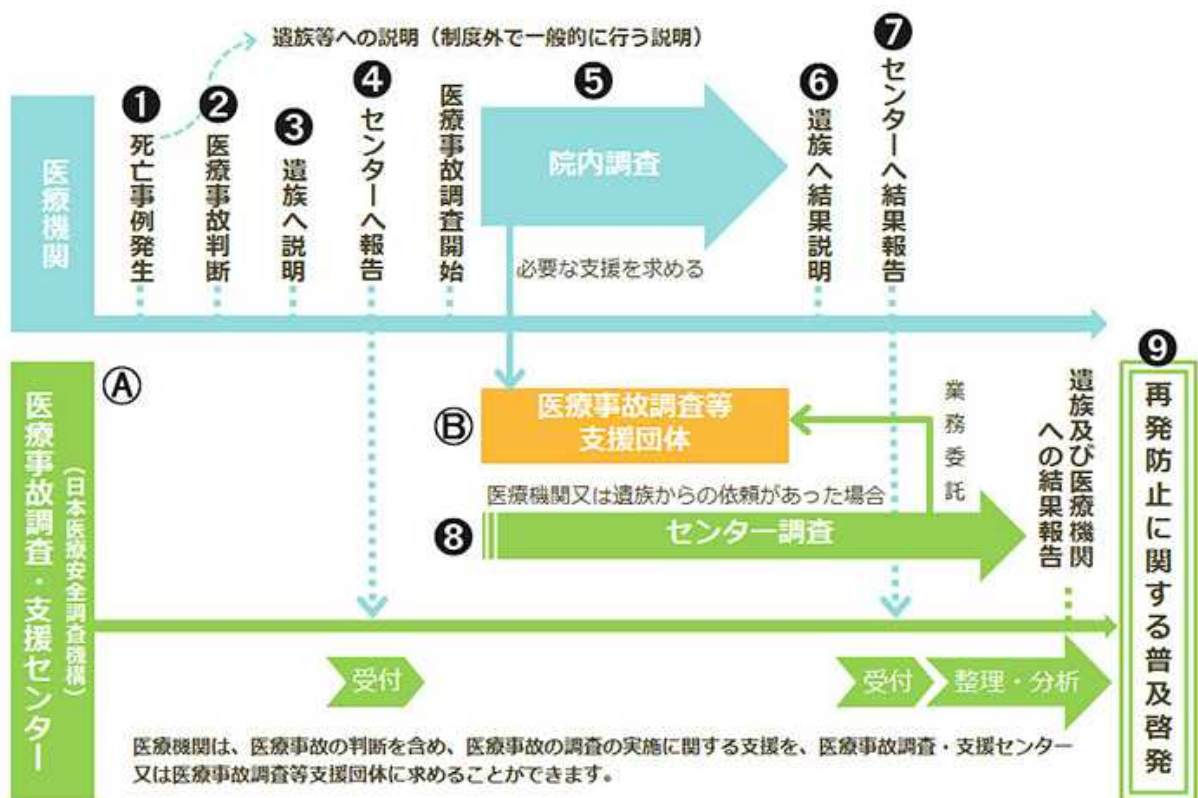 遺族等への説明（制度外で一般的に行う説明）
医療機関
❶死亡事例発生
❷医療事故判断
❸遺族へ説明
❹センターへ報告
医療事故調査開始
❺
院内調査
必要な支援を求める
❻遺族へ結果説明
❼センターへ結果報告
医療事故調査・支援センター
（日本医療安全調査機構）
Ⓐ
Ⓑ
医療事故調査等
支援団体
業務委託
医療機関又は遺族からの依頼があった場合
❽
センター調査
遺族及び医療機関
への結果報告
❾再発防止に関する普及啓発
受付
受付
整理・分析
医療機関は、医療事故の判断を含め、医療事故の調査の実施に関する支援を、医療事故調査・支援センター
又は医療事故調査等支援団体に求めることができます。